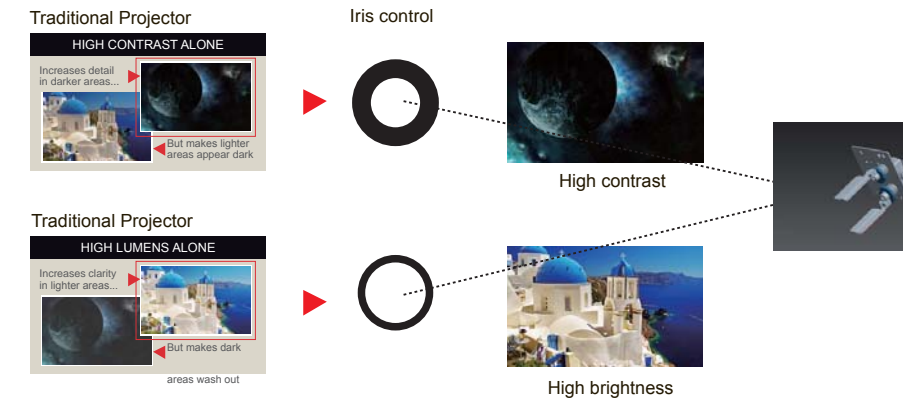 Traditional Projector
HIGH CONTRAST ALONE
Increases detail
in darker areas...
But makes lighter
areas appear dark
Iris control
High contrast
Traditional Projector
HIGH LUMENS ALONE
Increases clarity
in lighter areas...
But makes dark
areas wash out
High brightness